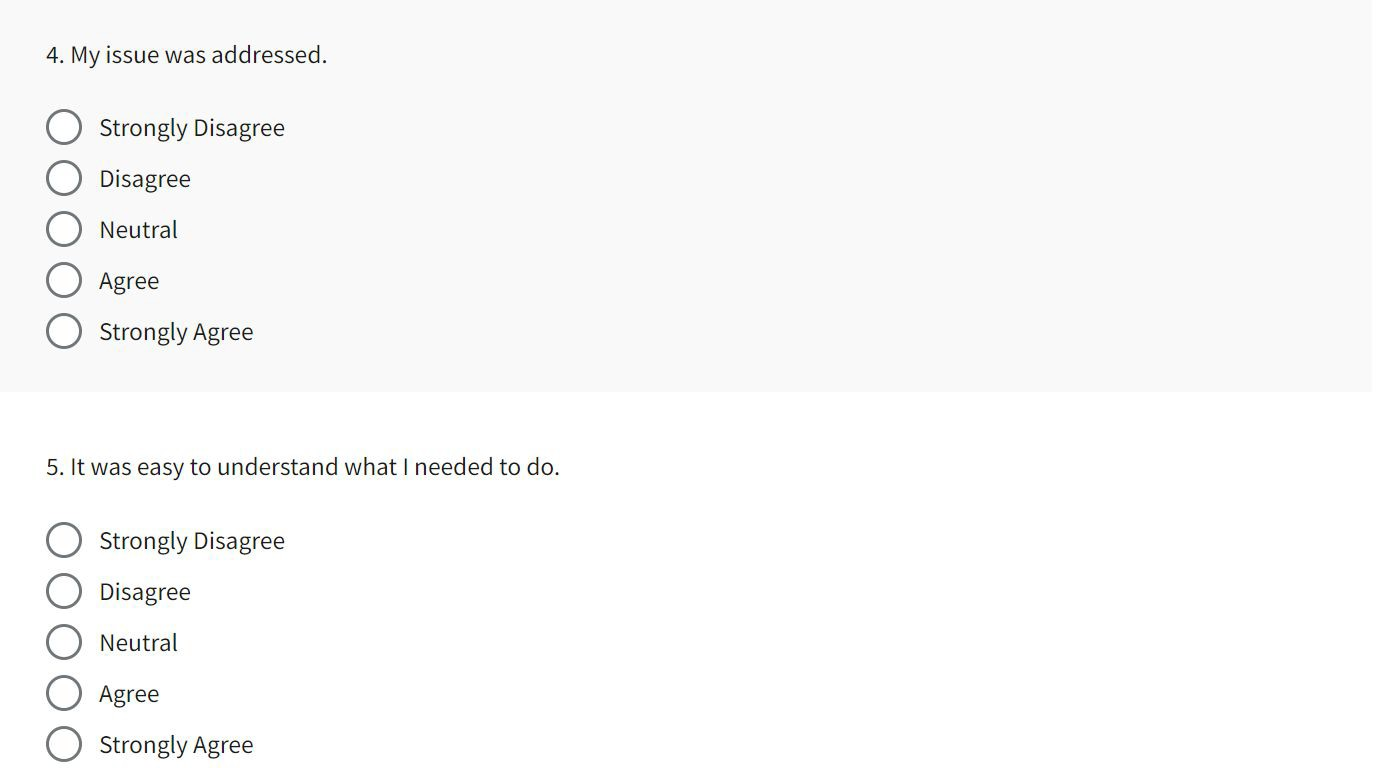 4. My issue was addressed.
Strongly Disagree
Disagree
Neutral
Agree
Strongly Agree
5. It was easy to understand what I needed to do.
Strongly Disagree
Disagree
Neutral
Agree
Strongly Agree